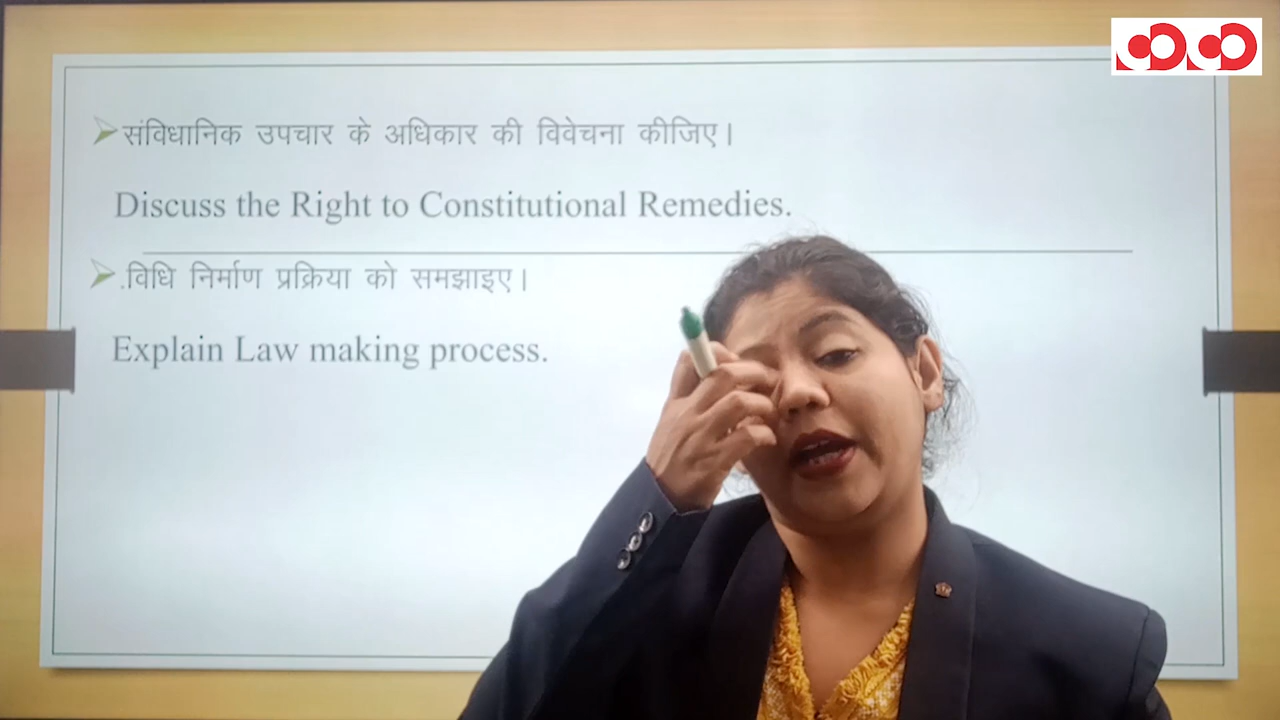 संविधानिक उपचार के अधिकार की विवेचना कीजिए।
Discuss the Right to Constitutional Remedies.
.विधि निर्माण प्रक्रिया को समझाइए।
Explain Law making process.